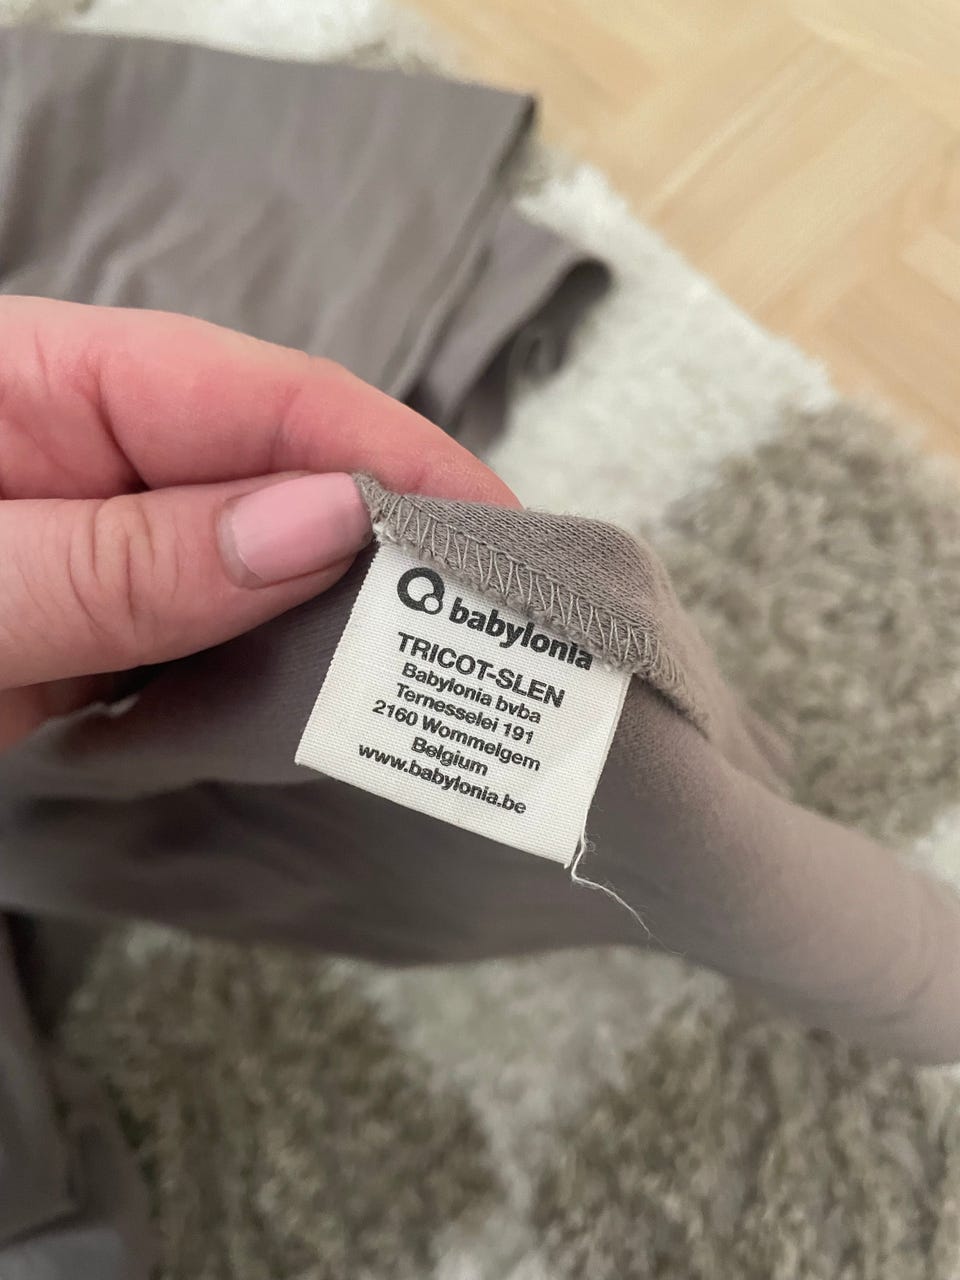 babylonia
TRICOT-SLEN
Babylonia bvba
Ternesselei 191
2160 Wommelgem
Belgium
www.babylonia.be